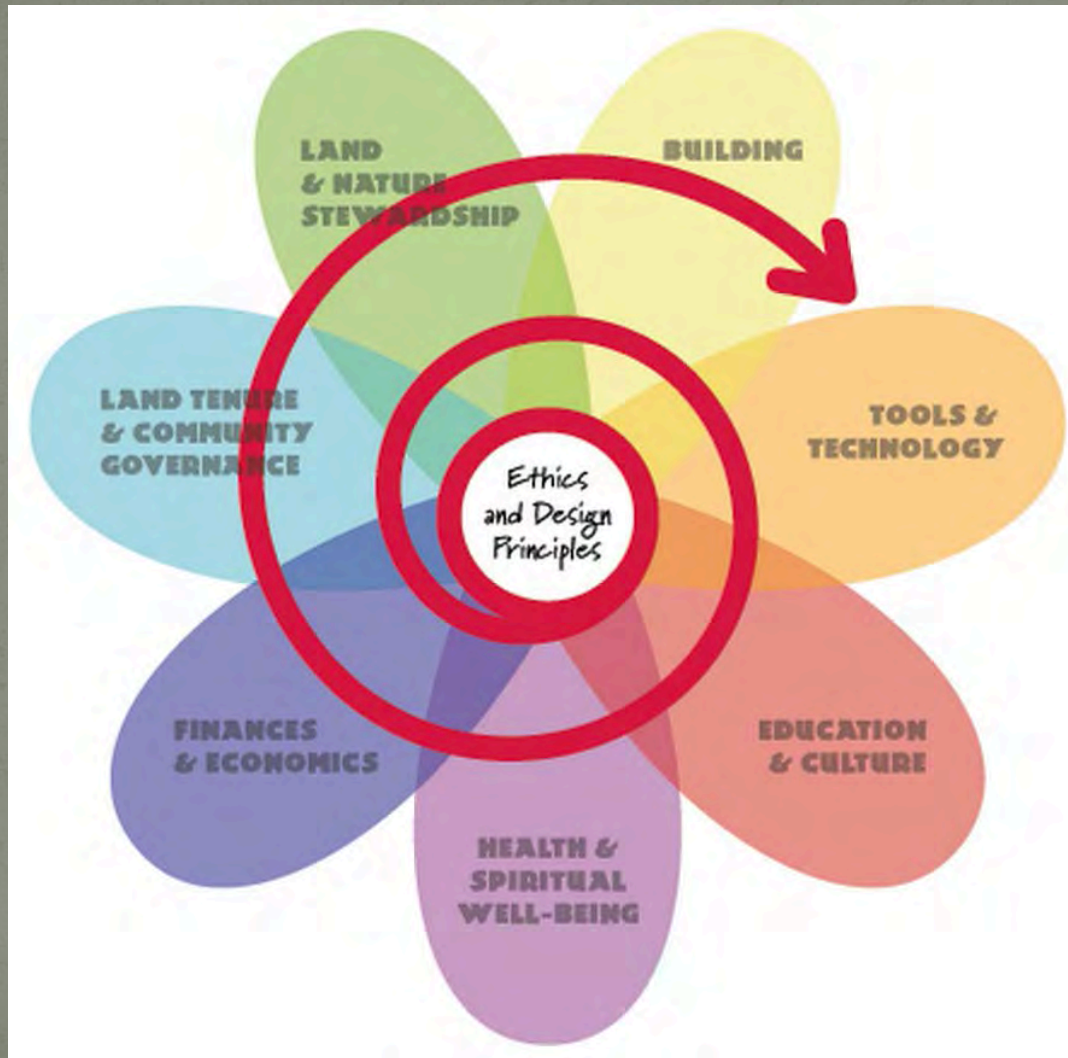 LAND
& NATURE
STEWARDSHIP
BUILDING
LAND TENURE
& COMMUNITY
GOVERNANCE
TOOLS &
TECHNOLOGY
Ethics
and Design
Principles
FINANCES
& ECONOMICS
EDUCATION
& CULTURE
HEALTH &
SPIRITUAL
WELL-BEING